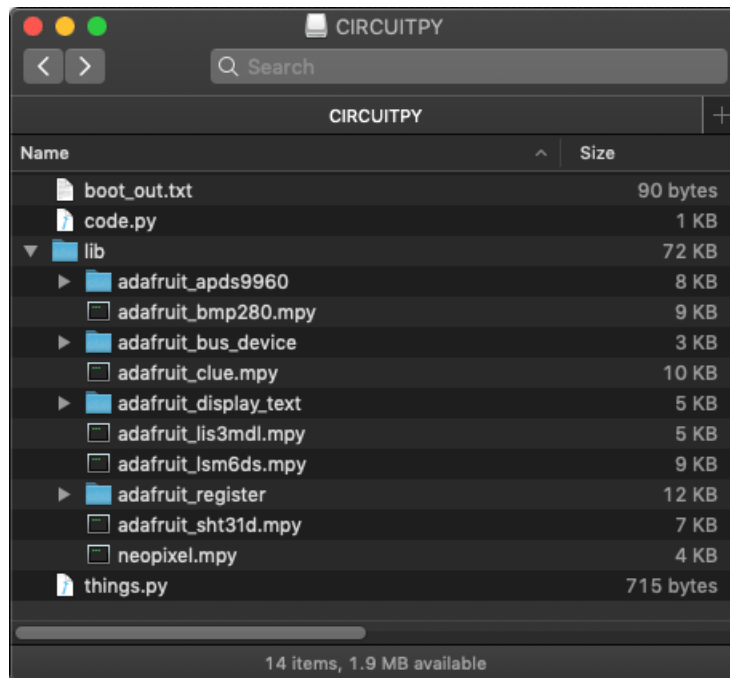 CIRCUITPY
Search
CIRCUITPY
Name Size
boot_out.txt 90 bytes
code.py 1 KB
lib 72 KB
adafruit_apds9960 8 KB
adafruit_bmp280.mpy 9 KB
adafruit_bus_device 3 KB
adafruit_clue.mpy 10 KB
adafruit_display_text 5 KB
adafruit_lis3mdl.mpy 5 KB
adafruit_lsm6ds.mpy 9 KB
adafruit_register 12 KB
adafruit_sht31d.mpy 7 KB
neopixel.mpy 4 KB
things.py 715 bytes
14 items, 1.9 MB available